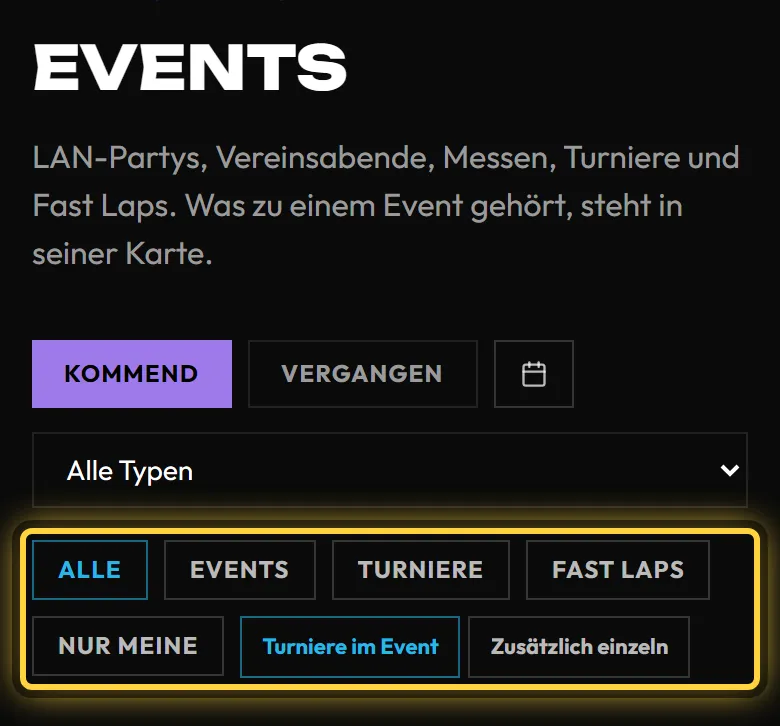 EVENTS
LAN-Partys, Vereinsabende, Messen, Turniere und
Fast Laps. Was zu einem Event gehört, steht in
seiner Karte.
KOMMEND VERGANGEN
Alle Typen
ALLE EVENTS TURNIERE FAST LAPS
NUR MEINE Turniere im Event Zusätzlich einzeln